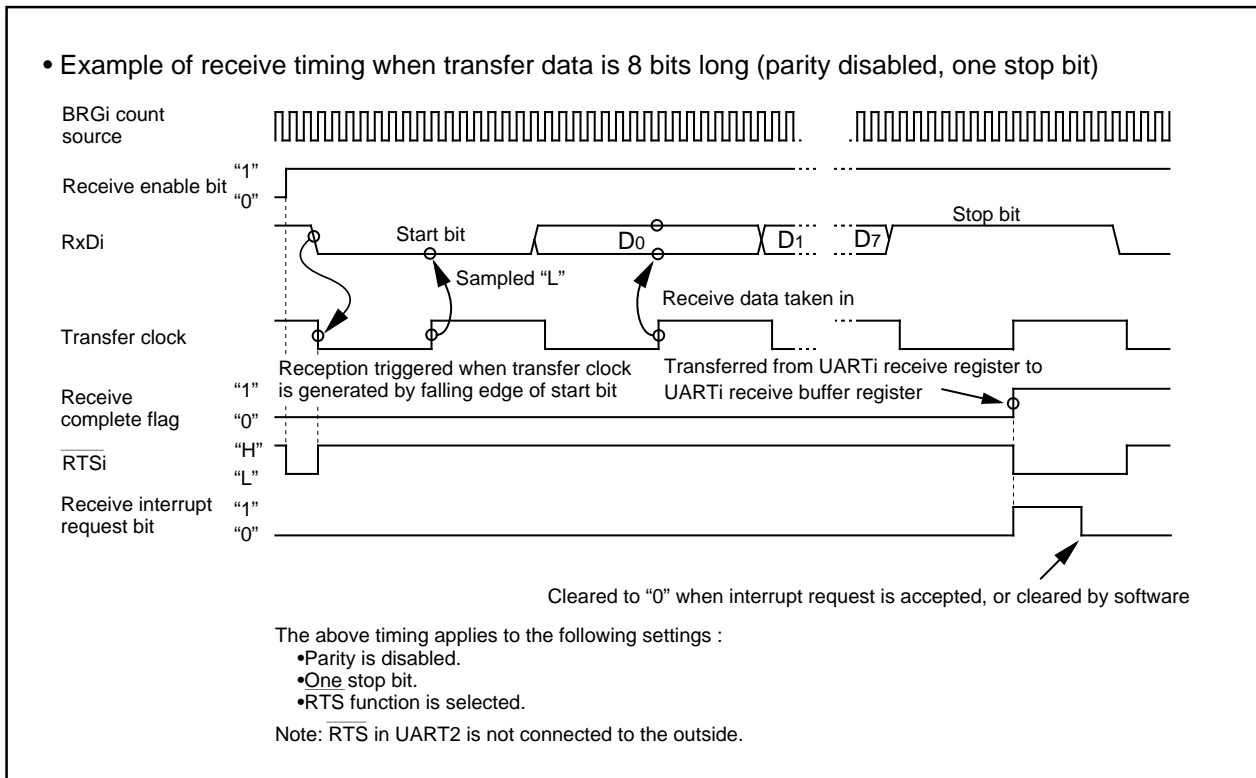 • Example of receive timing when transfer data is 8 bits long (parity disabled, one stop bit)
BRGi count
source
Receive enable bit
“1”
“0”
RxDi
Start bit
D0
D1
D7
Stop bit
Sampled “L”
Receive data taken in
Transfer clock
Reception triggered when transfer clock
is generated by falling edge of start bit
Transferred from UARTi receive register to
UARTi receive buffer register
Receive
complete flag
“1”
“0”
RTSi
“H”
“L”
Receive interrupt
request bit
“1”
“0”
Cleared to “0” when interrupt request is accepted, or cleared by software
The above timing applies to the following settings :
•Parity is disabled.
•One stop bit.
•RTS function is selected.
Note: RTS in UART2 is not connected to the outside.